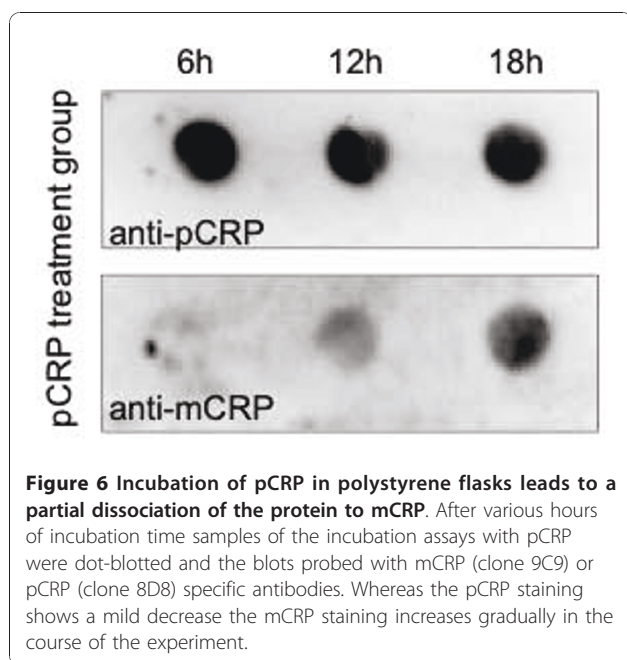 6h 12h 18h
pCRP treatment group
anti-pCRP
anti-mCRP
Figure 6 Incubation of pCRP in polystyrene flasks leads to a
partial dissociation of the protein to mCRP. After various hours
of incubation time samples of the incubation assays with pCRP
were dot-blotted and the blots probed with mCRP (clone 9C9) or
pCRP (clone 8D8) specific antibodies. Whereas the pCRP staining
shows a mild decrease the mCRP staining increases gradually in the
course of the experiment.